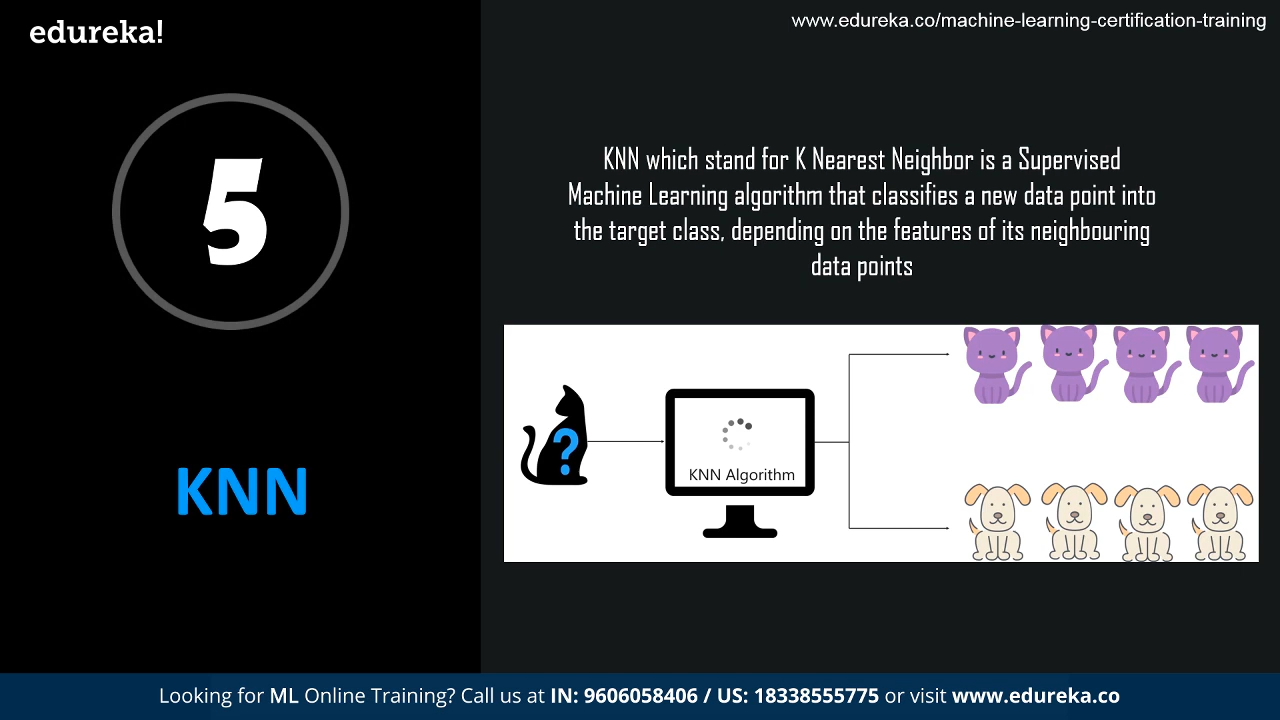 edureka!
www.edureka.co/machine-learning-certification-training
5
KNN
KNN which stand for K Nearest Neighbor is a Supervised
Machine Learning algorithm that classifies a new data point into
the target class, depending on the features of its neighbouring
data points
?
KNN Algorithm
Looking for ML Online Training? Call us at IN: 9606058406 / US: 18338555775 or visit www.edureka.co